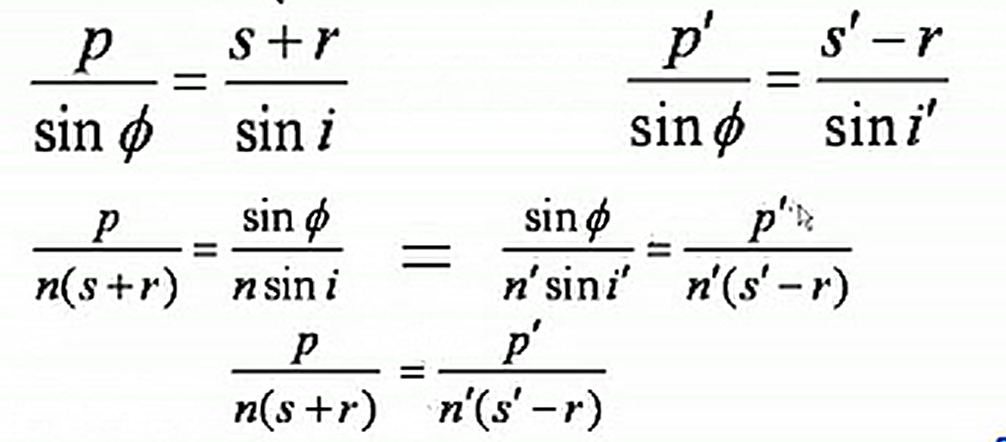 p/sin ϕ = (s+r)/sin i    p′/sin ϕ = (s′−r)/sin i′
p/n(s+r) = sin ϕ/n sin i = sin ϕ/n′ sin i′ = p′/n′(s′−r)
p/n(s+r) = p′/n′(s′−r)